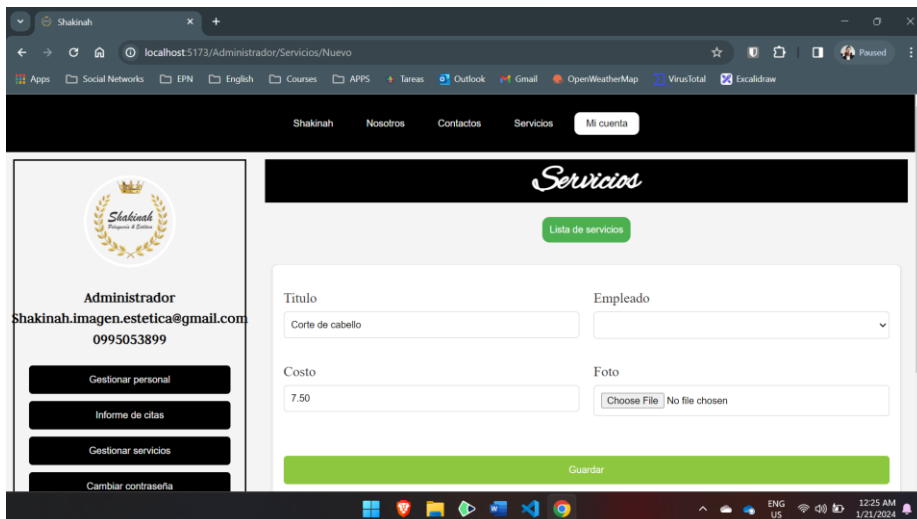 Shakinah
localhost:5173/Administrador/Servicios/Nuevo
Paused
Apps Social Networks EPN English Courses APPS Tareas Outlook Gmail OpenWeatherMap VirusTotal Excalidraw
Shakinah Nosotros Contactos Servicios Mi cuenta
Servicios
Shakinah
Peluquería & Estética
Lista de servicios
Administrador
Shakinah.imagen.estetica@gmail.com
0995053899
Titulo Empleado
Corte de cabello
Costo Foto
7.50 Choose File No file chosen
Gestionar personal
Informe de citas
Gestionar servicios
Cambiar contraseña
Guardar
ENG
US
12:25 AM
1/21/2024